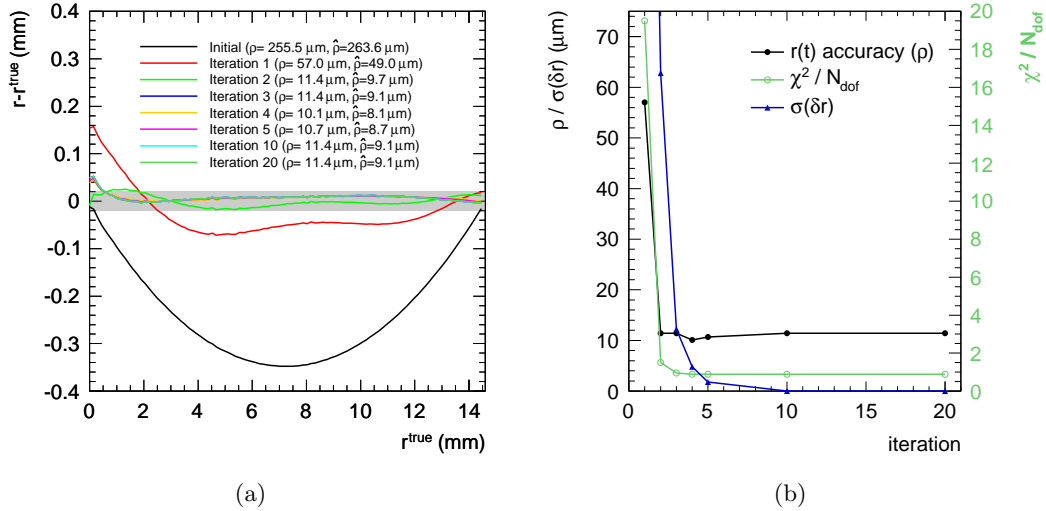 r-r^true (mm)
0.4
0.3
0.2
0.1
0
-0.1
-0.2
-0.3
-0.4
Initial (ρ= 255.5 μm, ρ̂=263.6 μm)
Iteration 1 (ρ= 57.0 μm, ρ̂=49.0 μm)
Iteration 2 (ρ= 11.4 μm, ρ̂=9.7 μm)
Iteration 3 (ρ= 11.4 μm, ρ̂=9.1 μm)
Iteration 4 (ρ= 10.1 μm, ρ̂=8.1 μm)
Iteration 5 (ρ= 10.7 μm, ρ̂=8.7 μm)
Iteration 10 (ρ= 11.4 μm, ρ̂=9.1 μm)
Iteration 20 (ρ= 11.4 μm, ρ̂=9.1 μm)
0 2 4 6 8 10 12 14
r^true (mm)
(a)
ρ / σ(δr) (μm)
70
60
50
40
30
20
10
0
r(t) accuracy (ρ)
χ² / N_dof
σ(δr)
0 5 10 15 20
iteration
20
18
16
14
12
10
8
6
4
2
0
χ² / N_dof
(b)